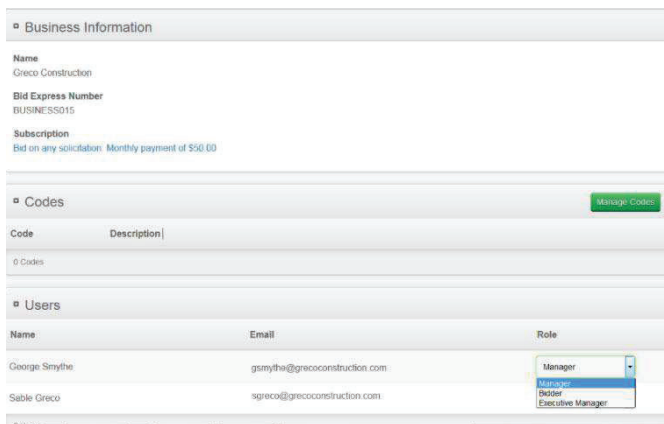 Business Information
Name
Greco Construction
Bid Express Number
BUSINESS015
Subscription
Bid on any solicitation Monthly payment of $50.00
Codes Manage Codes
Code Description
0 Codes
Users
Name Email Role
George Smythe gsmythe@grecoconstruction.com Manager
Manager
Bidder
Sable Greco sgreco@grecoconstruction.com Executive Manager